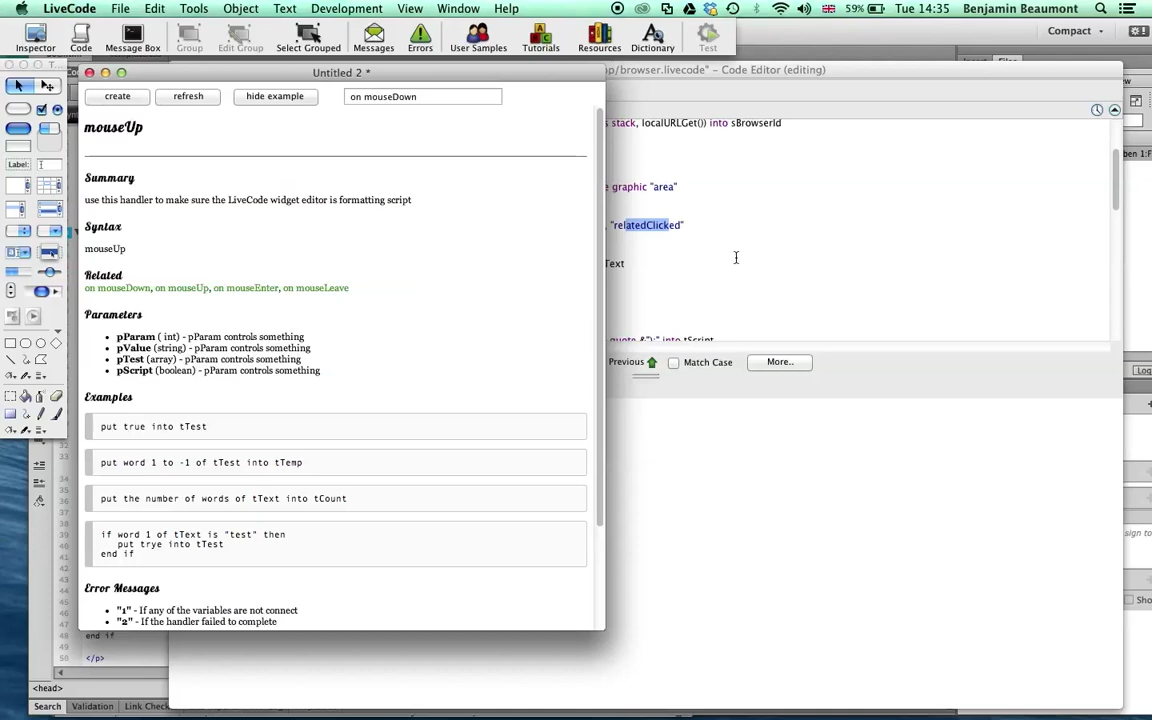 LiveCode File Edit Tools Object Text Development View Window Help 59% Tue 14:35 Benjamin Beaumont
Inspector Code Message Box Group Edit Group Select Grouped Messages Errors User Samples Tutorials Resources Dictionary Test
Compact
Untitled 2 *
op/browser.livecode" – Code Editor (editing)
create refresh hide example on mouseDown
s stack, localURLGet()) into sBrowserId
mouseUp
Label:
Summary
e graphic "area"
use this handler to make sure the LiveCode widget editor is formatting script
Syntax
, "relatedClicked"
mouseUp
Text
Related
on mouseDown, on mouseUp, on mouseEnter, on mouseLeave
Parameters
pParam ( int) - pParam controls something
quote &");" into tScript
pValue (string) - pParam controls something
pTest (array) - pParam controls something
Previous Match Case More..
pScript (boolean) - pParam controls something
Examples
put true into tTest
put word 1 to -1 of tTest into tTemp
put the number of words of tText into tCount
if word 1 of tText is "test" then
put trye into tTest
end if
Error Messages
"1" - If any of the variables are not connect
"2" - If the handler failed to complete
end if
50 </p>
<head>
Search Validation Link Check